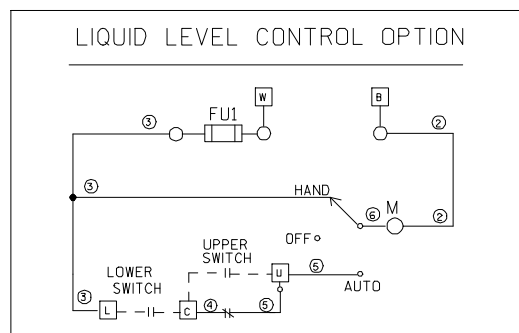 LIQUID LEVEL CONTROL OPTION
W
B
FU1
3
2
3
HAND
M
6
2
OFF
UPPER
SWITCH
LOWER
SWITCH
U
5
AUTO
3
L
C
4
5